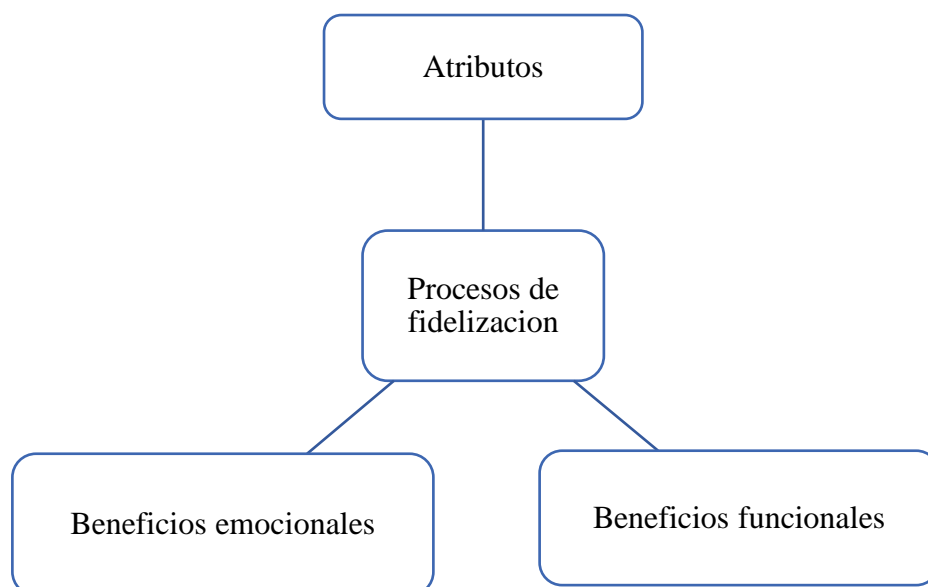 Atributos
Procesos de
fidelizacion
Beneficios emocionales
Beneficios funcionales